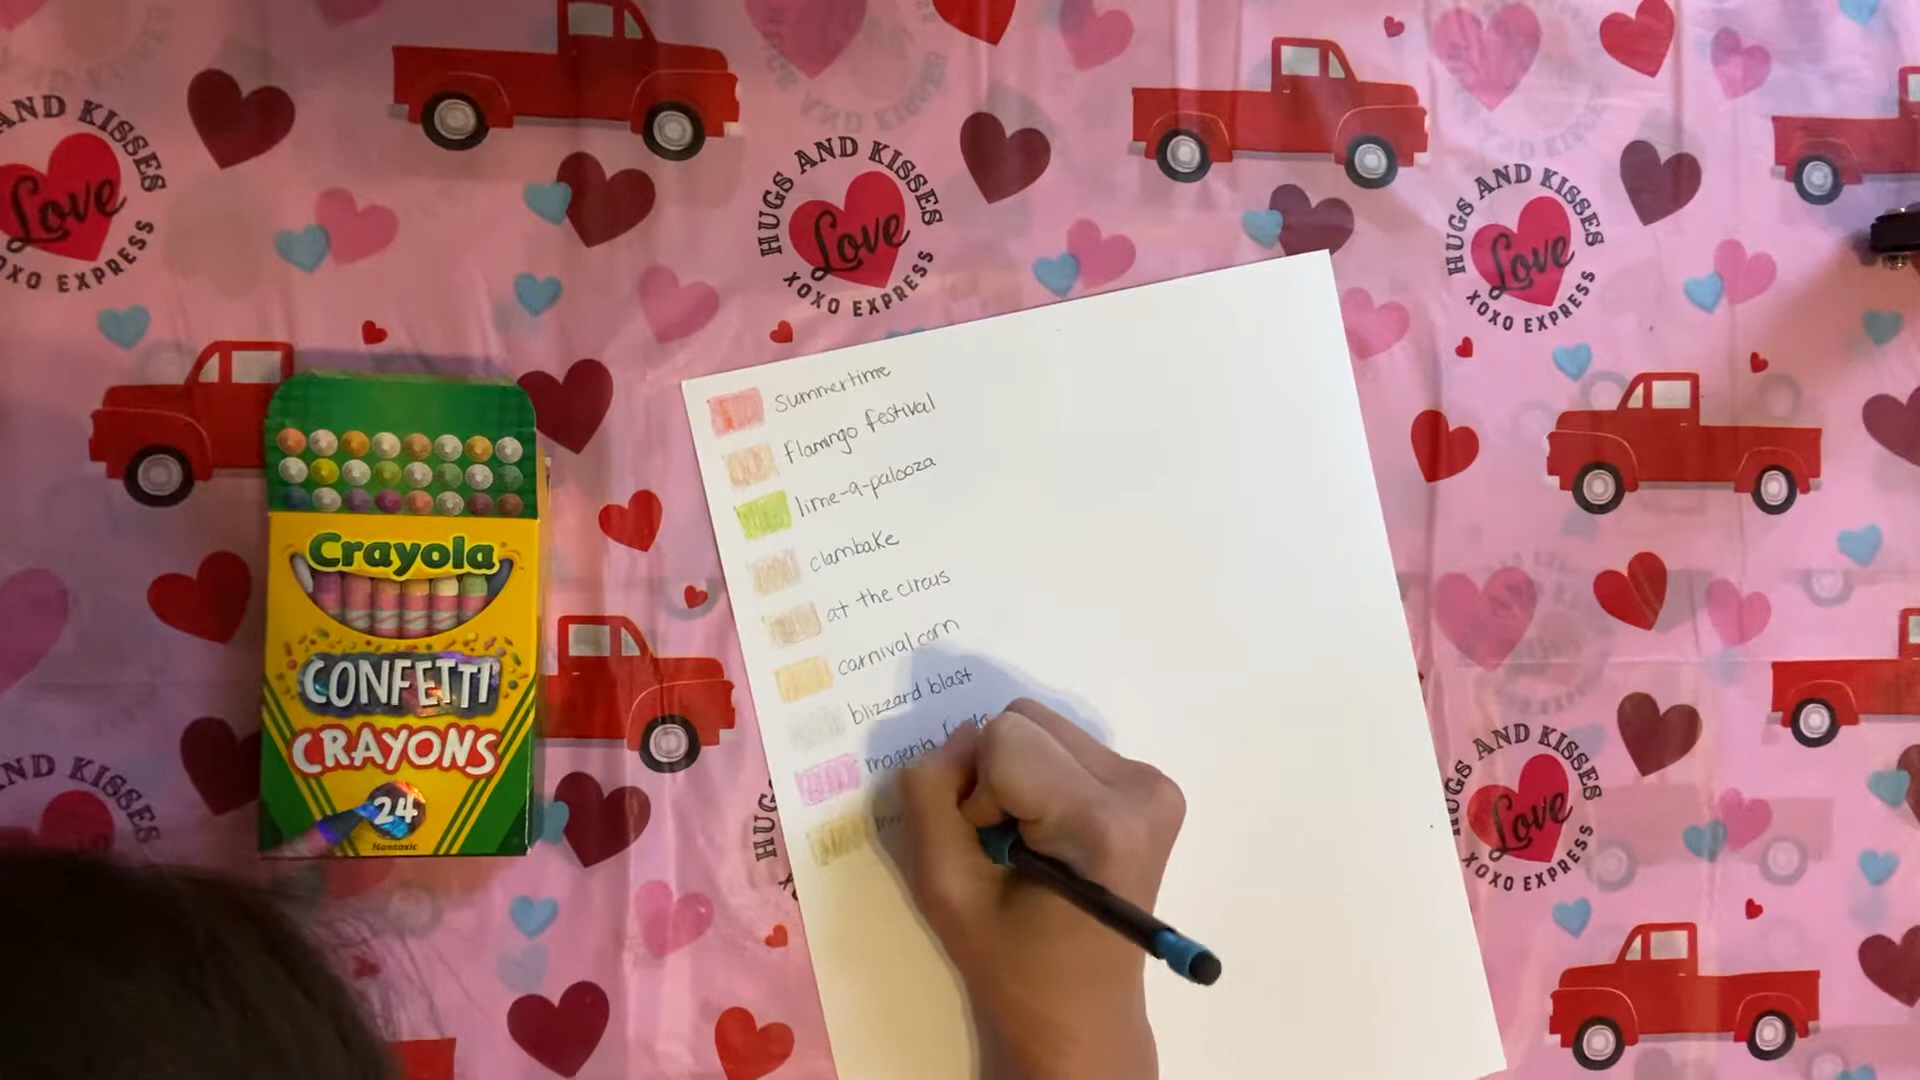 AND KISSES
Love
XOXO EXPRESS
HUGS AND KISSES
Love
XOXO EXPRESS
HUGS AND KISSES
Love
XOXO EXPRESS
Crayola
CONFETTI
CRAYONS
24
Nontoxic
summertime
flamingo festival
lime-a-palooza
clambake
at the circus
carnival corn
blizzard blast
magenta
AND KISSES
HUG
HUGS AND KISSES
Love
XOXO EXPRESS